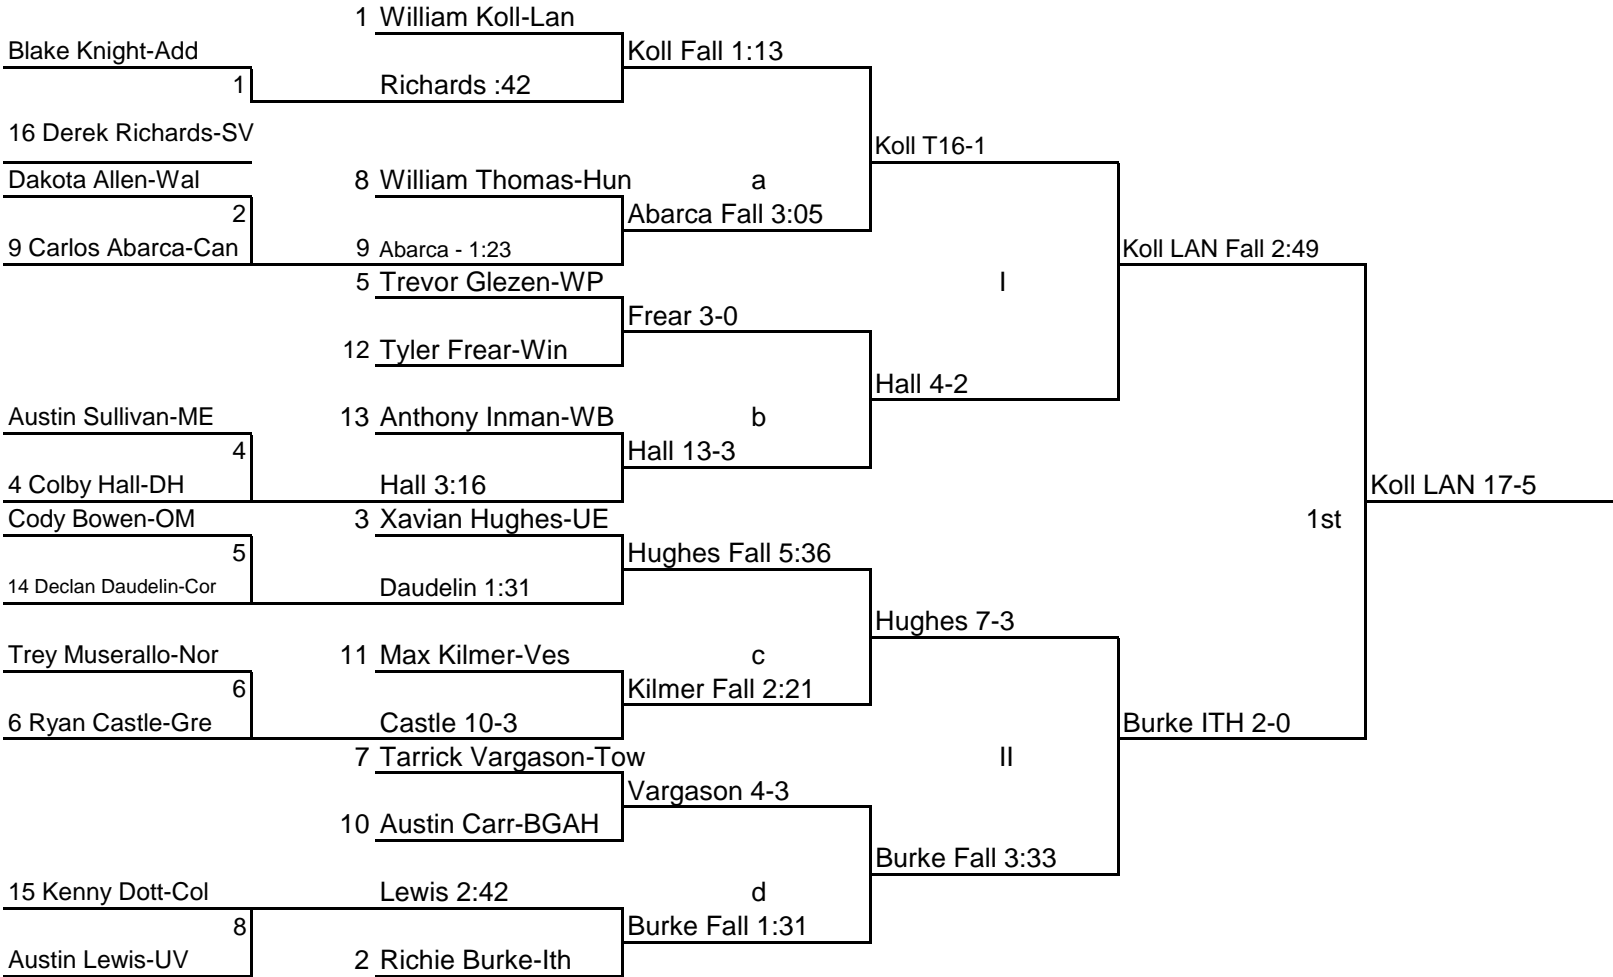 1 William Koll-Lan
Blake Knight-Add
Koll Fall 1:13
1
Richards :42
16 Derek Richards-SV
Koll T16-1
Dakota Allen-Wal
8 William Thomas-Hun
a
2
Abarca Fall 3:05
9 Carlos Abarca-Can
9 Abarca - 1:23
Koll LAN Fall 2:49
5 Trevor Glezen-WP
I
Frear 3-0
12 Tyler Frear-Win
Hall 4-2
Austin Sullivan-ME
13 Anthony Inman-WB
b
4
Hall 13-3
4 Colby Hall-DH
Hall 3:16
Koll LAN 17-5
Cody Bowen-OM
3 Xavian Hughes-UE
1st
5
Hughes Fall 5:36
14 Declan Daudelin-Cor
Daudelin 1:31
Hughes 7-3
Trey Muserallo-Nor
11 Max Kilmer-Ves
c
6
Kilmer Fall 2:21
6 Ryan Castle-Gre
Castle 10-3
Burke ITH 2-0
7 Tarrick Vargason-Tow
II
Vargason 4-3
10 Austin Carr-BGAH
Burke Fall 3:33
15 Kenny Dott-Col
Lewis 2:42
d
8
Burke Fall 1:31
Austin Lewis-UV
2 Richie Burke-Ith